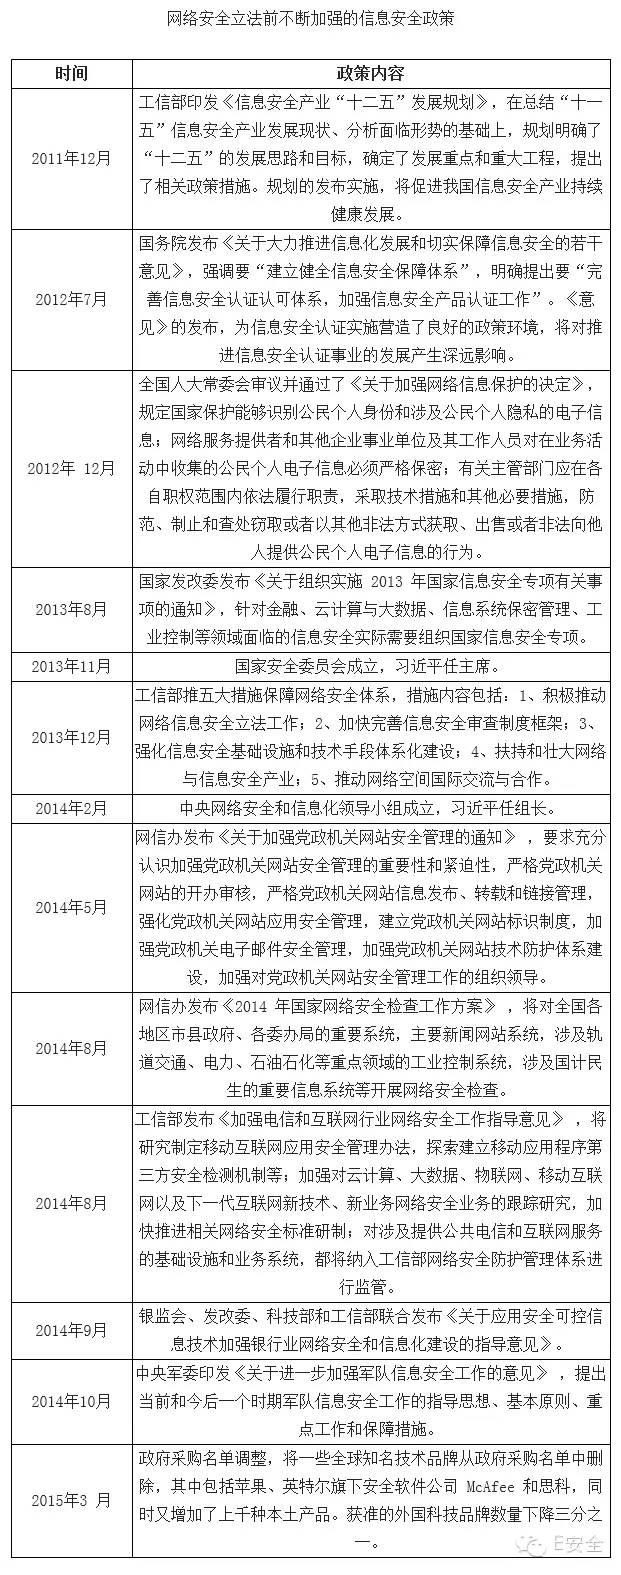 网络安全立法前不断加强的信息安全政策
时间
政策内容
2011年12月
工信部印发《信息安全产业“十二五”发展规划》，在总结“十一
五”信息安全产业发展现状、分析面临形势的基础上，规划明确了
“十二五”的发展思路和目标，确定了发展重点和重大工程，提出
了相关政策措施。规划的发布实施，将促进我国信息安全产业持续
健康发展。
2012年7月
国务院发布《关于大力推进信息化发展和切实保障信息安全的若干
意见》，强调要“建立健全信息安全保障体系”，明确提出要“完
善信息安全认证认可体系，加强信息安全产品认证工作”。《意
见》的发布，为信息安全认证实施营造了良好的政策环境，将对推
进信息安全认证事业的发展产生深远影响。
2012年 12月
全国人大常委会审议并通过了《关于加强网络信息保护的决定》，
规定国家保护能够识别公民个人身份和涉及公民个人隐私的电子信
息；网络服务提供者和其他企业事业单位及其工作人员对在业务活
动中收集的公民个人电子信息必须严格保密；有关主管部门应在各
自职权范围内依法履行职责，采取技术措施和其他必要措施，防
范、制止和查处窃取或者以其他非法方式获取、出售或者非法向他
人提供公民个人电子信息的行为。
2013年8月
国家发改委发布《关于组织实施 2013 年国家信息安全专项有关事
项的通知》，针对金融、云计算与大数据、信息系统保密管理、工
业控制等领域面临的信息安全实际需要组织国家信息安全专项。
2013年11月
国家安全委员会成立，习近平任主席。
2013年12月
工信部推五大措施保障网络安全体系，措施内容包括：1、积极推动
网络信息安全立法工作；2、加快完善信息安全审查制度框架；3、
强化信息安全基础设施和技术手段体系化建设；4、扶持和壮大网络
与信息安全产业；5、推动网络空间国际交流与合作。
2014年2月
中央网络安全和信息化领导小组成立，习近平任组长。
2014年5月
网信办发布《关于加强党政机关网站安全管理的通知》 ，要求充分
认识加强党政机关网站安全管理的重要性和紧迫性，严格党政机关
网站的开办审核，严格党政机关网站信息发布、转载和链接管理，
强化党政机关网站应用安全管理，建立党政机关网站标识制度，加
强党政机关电子邮件安全管理，加强党政机关网站技术防护体系建
设，加强对党政机关网站安全管理工作的组织领导。
2014年8月
网信办发布《2014 年国家网络安全检查工作方案》 ，将对全国各
地区市县政府、各委办局的重要系统，主要新闻网站系统，涉及轨
道交通、电力、石油石化等重点领域的工业控制系统，涉及国计民
生的重要信息系统等开展网络安全检查。
2014年8月
工信部发布《加强电信和互联网行业网络安全工作指导意见》 ，将
研究制定移动互联网应用安全管理办法，探索建立移动应用程序第
三方安全检测机制等；加强对云计算、大数据、物联网、移动互联
网以及下一代互联网新技术、新业务网络安全业务的跟踪研究，加
快推进相关网络安全标准研制；对涉及提供公共电信和互联网服务
的基础设施和业务系统，都将纳入工信部网络安全防护管理体系进
行监管。
2014年9月
银监会、发改委、科技部和工信部联合发布《关于应用安全可控信
息技术加强银行业网络安全和信息化建设的指导意见》。
2014年10月
中央军委印发《关于进一步加强军队信息安全工作的意见》 ，提出
当前和今后一个时期军队信息安全工作的指导思想、基本原则、重
点工作和保障措施。
2015年3 月
政府采购名单调整，将一些全球知名技术品牌从政府采购名单中删
除，其中包括苹果、英特尔旗下安全软件公司 McAfee 和思科，同
时又增加了上千种本土产品。获准的外国科技品牌数量下降三分之
一。
E安全